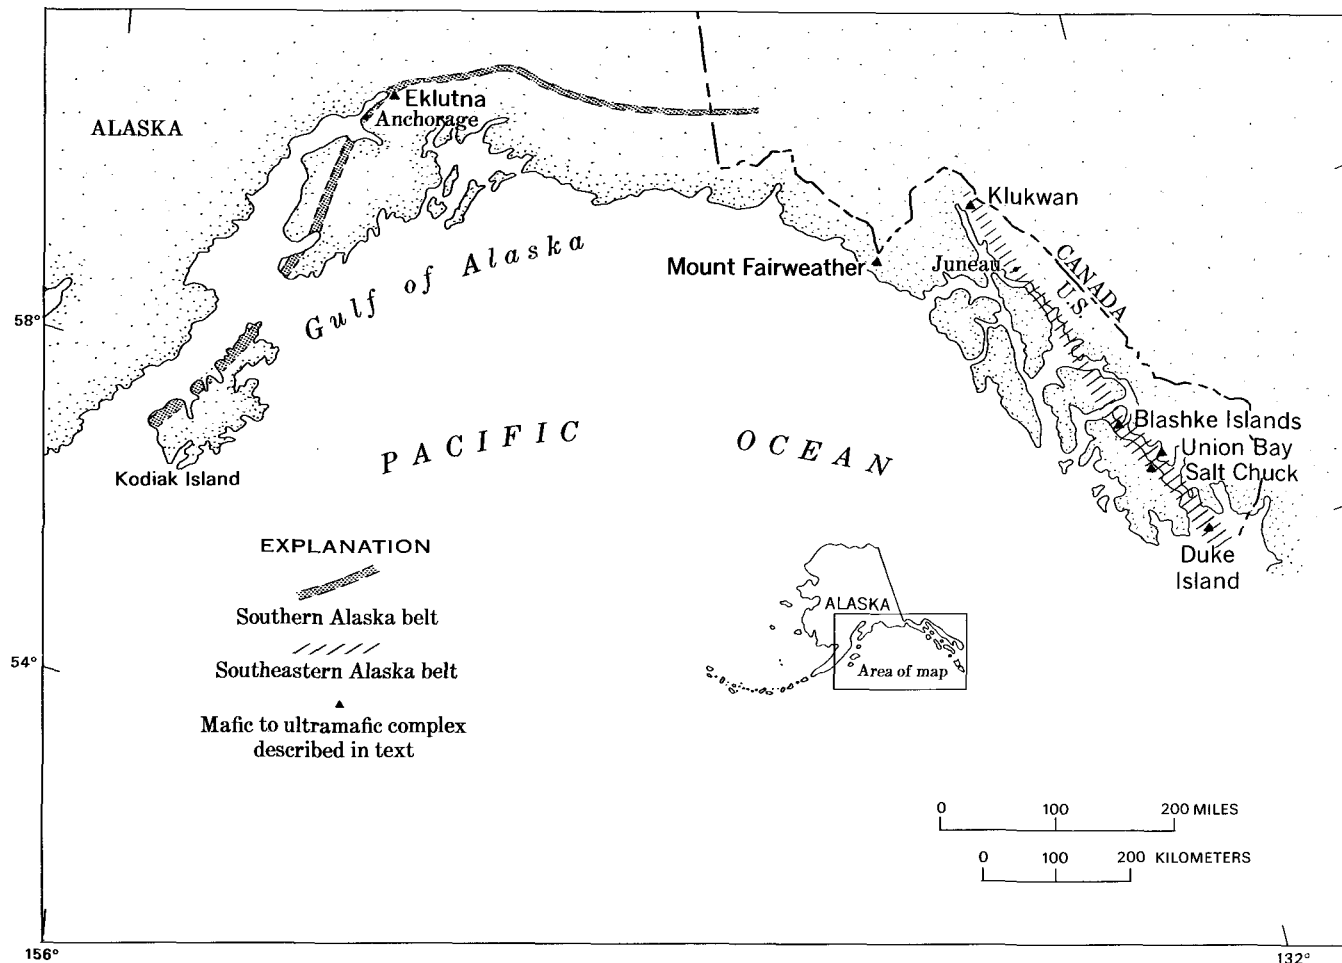 Eklutna
Anchorage
ALASKA
Klukwan
Gulf of Alaska
Mount Fairweather
Juneau
CANADA
U.S.
58°
Blashke Islands
PACIFIC OCEAN
Union Bay
Salt Chuck
Kodiak Island
EXPLANATION
Duke
Island
Southern Alaska belt
ALASKA
54°
Southeastern Alaska belt
Area of map
Mafic to ultramafic complex
described in text
0 100 200 MILES
0 100 200 KILOMETERS
156°
132°